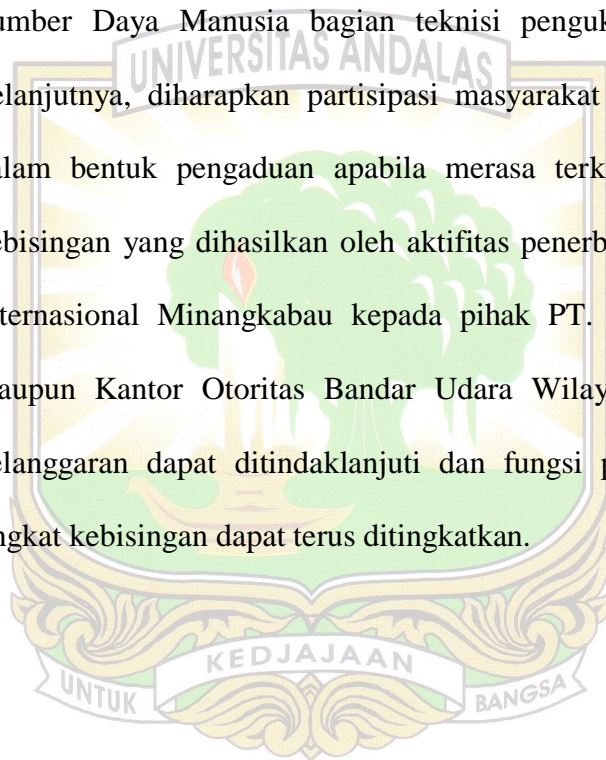 umber Daya Manusia bagian teknisi penguk
UNIVERSITAS ANDALAS
elanjutnya, diharapkan partisipasi masyarakat
alam bentuk pengaduan apabila merasa terk
ebisingan yang dihasilkan oleh aktifitas penerb
nternasional Minangkabau kepada pihak PT.
aupun Kantor Otoritas Bandar Udara Wilay
elanggaran dapat ditindaklanjuti dan fungsi p
ngkat kebisingan dapat terus ditingkatkan.
KEDJAJAAN
UNTUK BANGSA